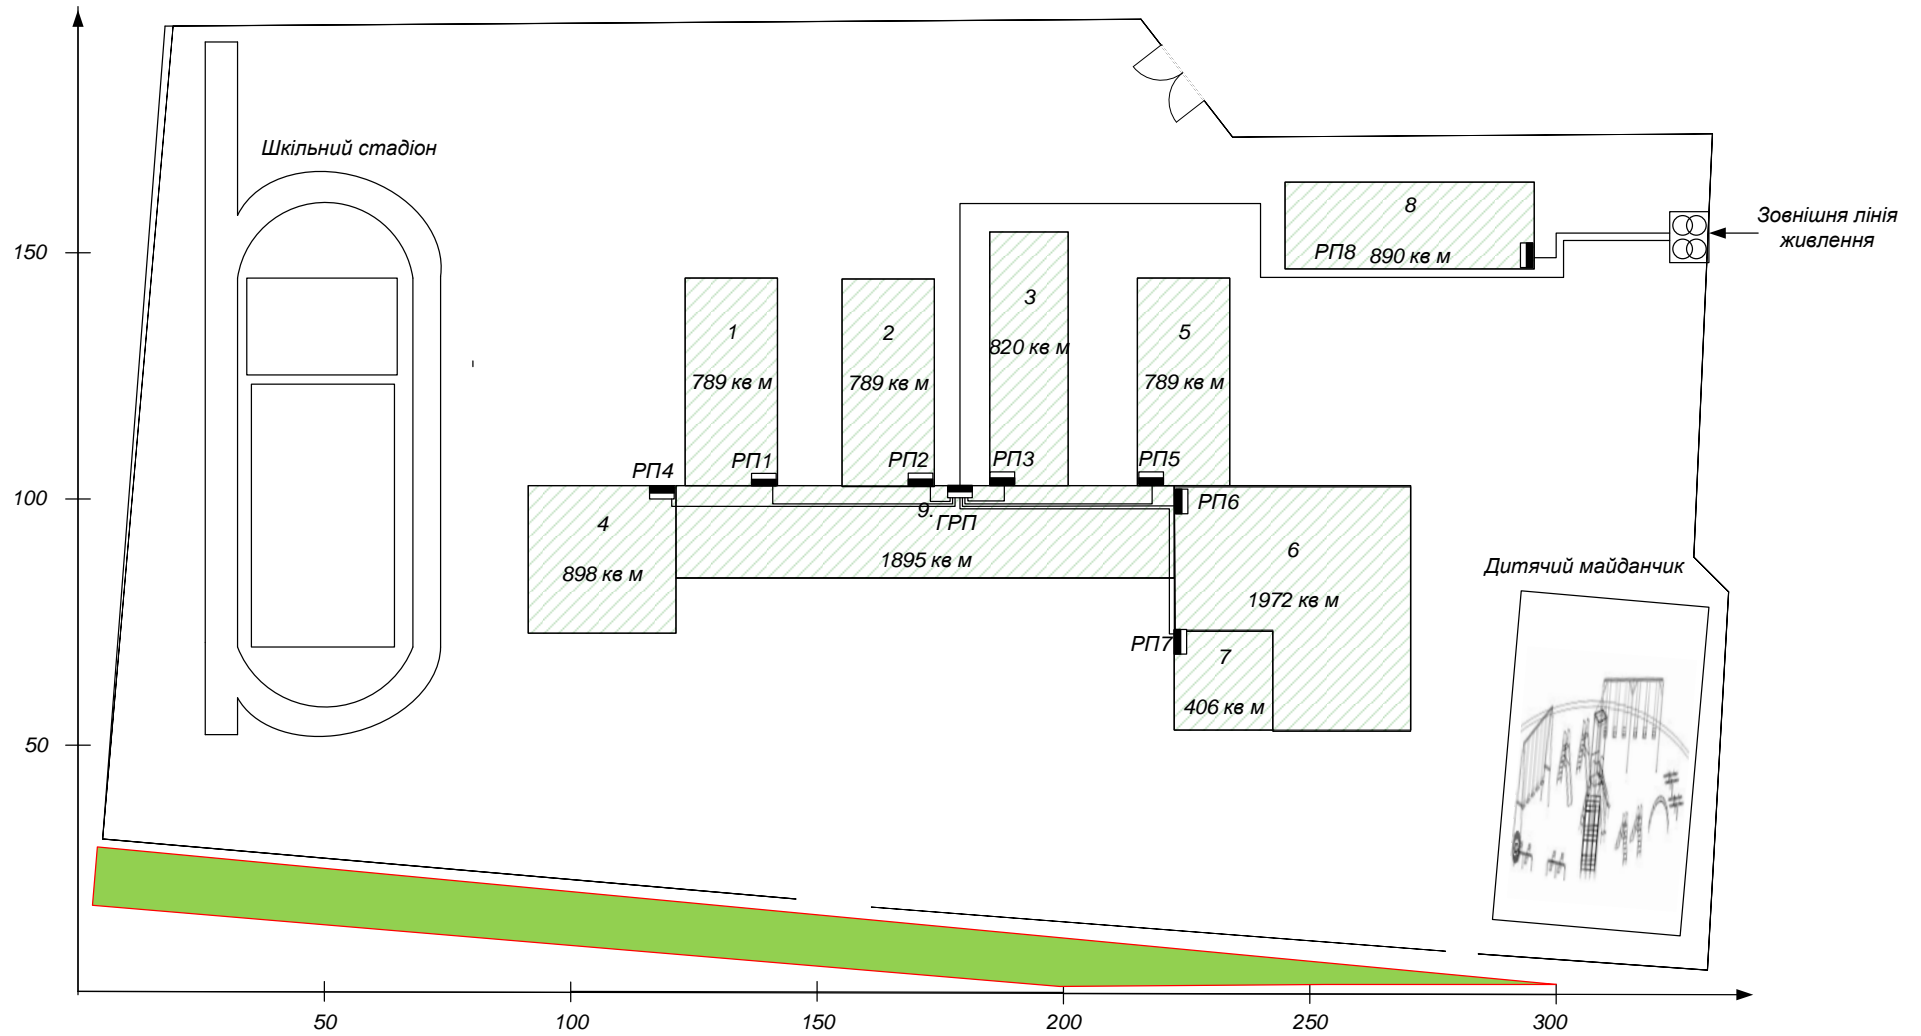 Шкільний стадіон
8
РП8 890 кв м
Зовнішня лінія
живлення
150
3
820 кв м
1
789 кв м
2
789 кв м
5
789 кв м
РП4
РП1
РП2
РП3
РП5
100
РП6
9.
ГРП
4
898 кв м
1895 кв м
6
1972 кв м
Дитячий майданчик
РП7
7
406 кв м
50
50
100
150
200
250
300